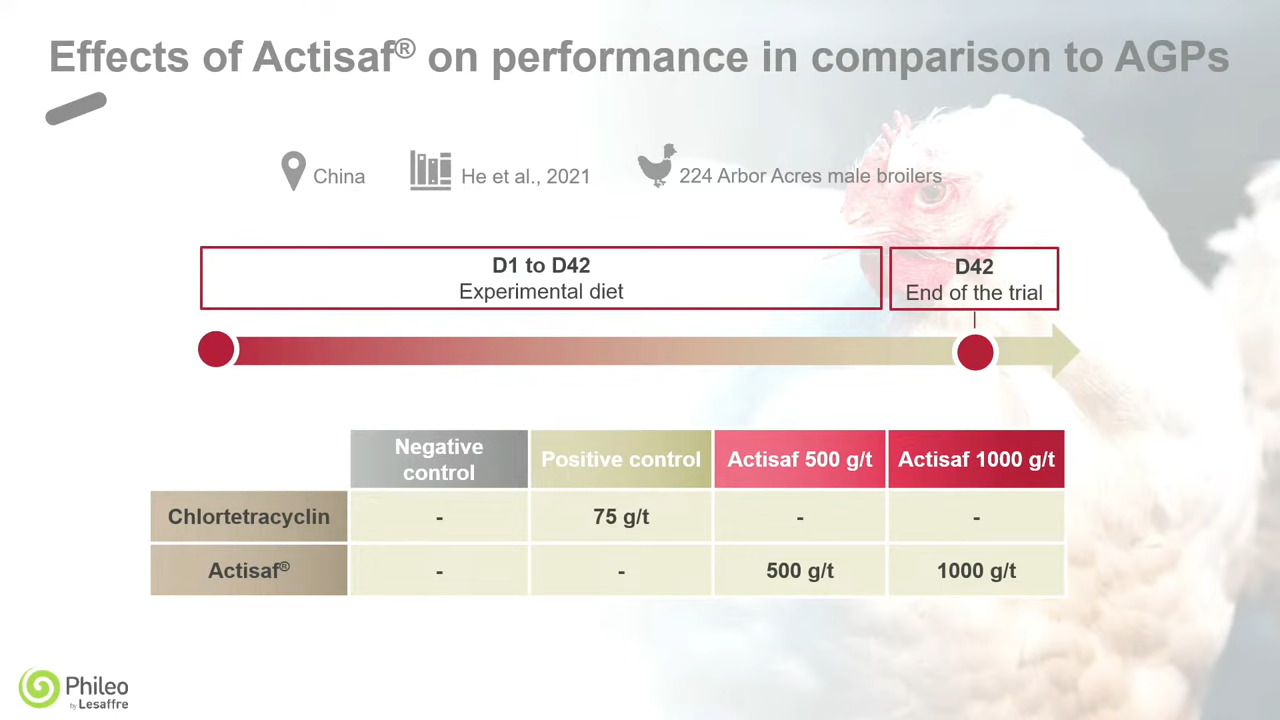 Effects of Actisaf® on performance in comparison to AGPs
China
He et al., 2021
224 Arbor Acres male broilers
D1 to D42
Experimental diet
D42
End of the trial
Negative control
Positive control
Actisaf 500 g/t
Actisaf 1000 g/t
Chlortetracyclin
-
75 g/t
-
-
Actisaf®
-
-
500 g/t
1000 g/t
Phileo
by Lesaffre